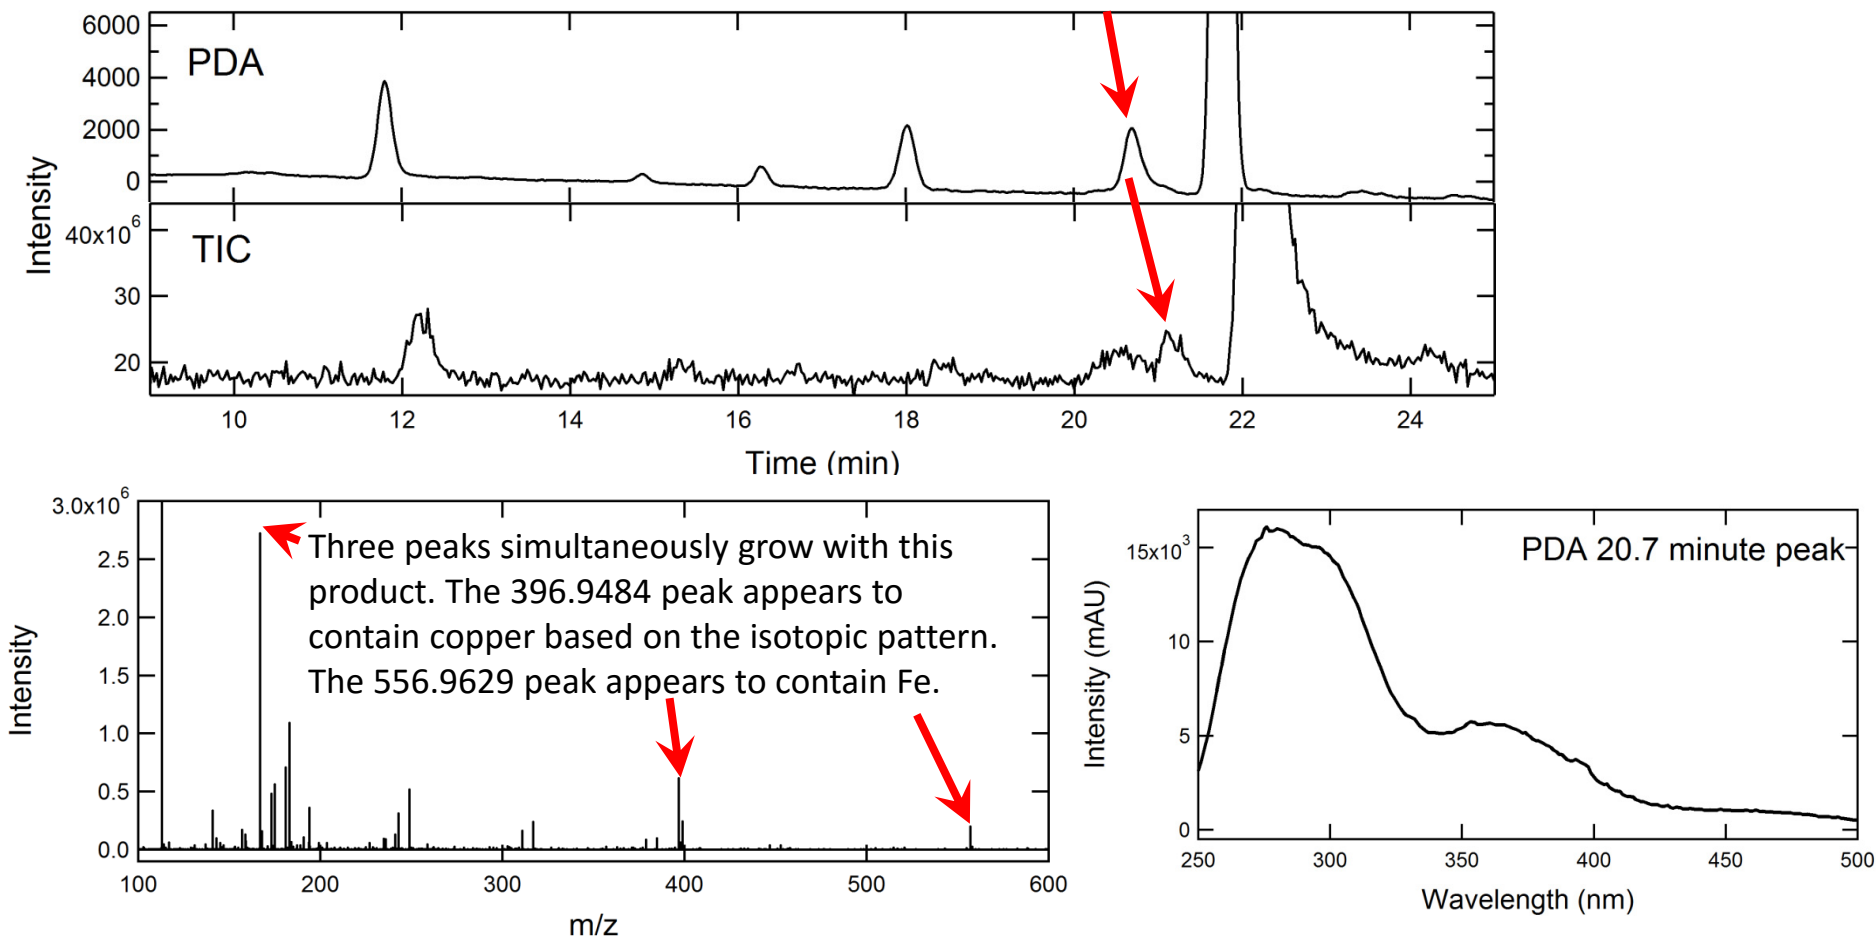 6000
PDA
4000
2000
0
Intensity
40x10^6
TIC
30
20
10 12 14 16 18 20 22 24
Time (min)
3.0x10^6
2.5
2.0
1.5
1.0
0.5
0.0
Intensity
Three peaks simultaneously grow with this
product. The 396.9484 peak appears to
contain copper based on the isotopic pattern.
The 556.9629 peak appears to contain Fe.
100 200 300 400 500 600
m/z
PDA 20.7 minute peak
15x10^3
10
5
0
Intensity (mAU)
250 300 350 400 450 500
Wavelength (nm)